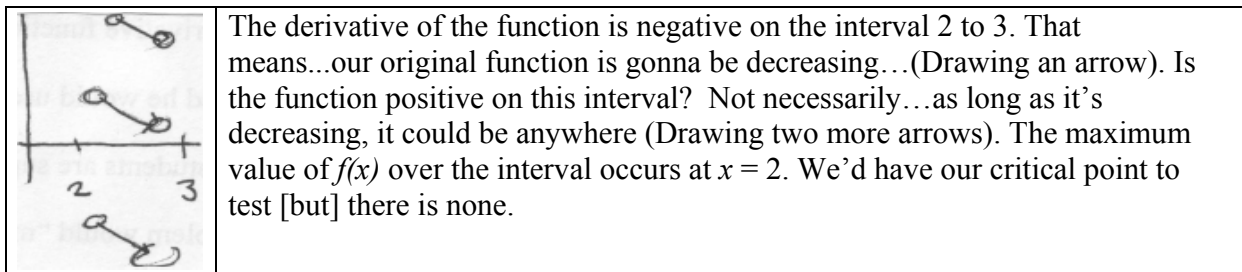 The derivative of the function is negative on the interval 2 to 3. That
means...our original function is gonna be decreasing…(Drawing an arrow). Is
the function positive on this interval?  Not necessarily…as long as it's
decreasing, it could be anywhere (Drawing two more arrows). The maximum
value of f(x) over the interval occurs at x = 2. We'd have our critical point to
test [but] there is none.
2 3